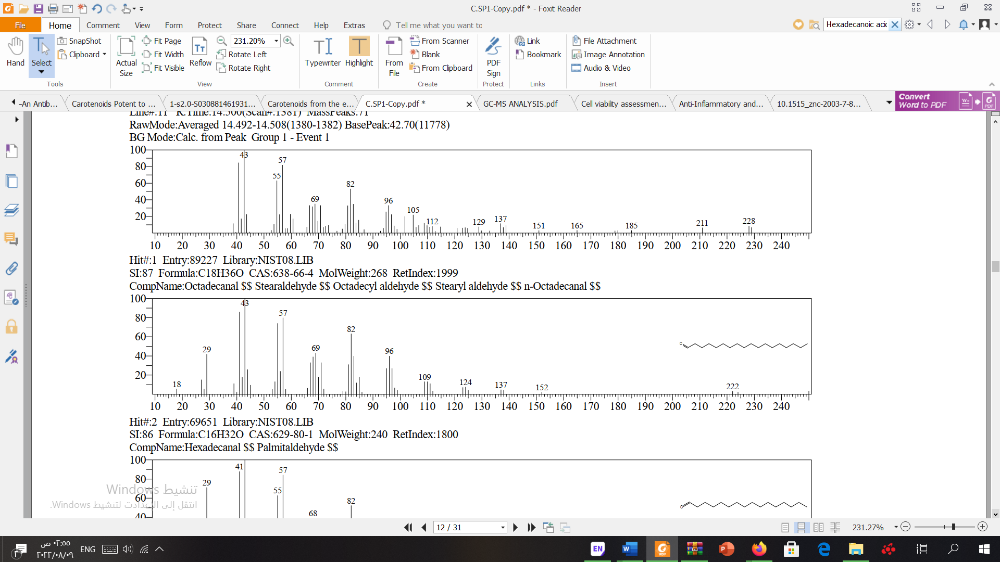 C.SP1-Copy.pdf * - Foxit Reader
File Home Comment View Form Protect Share Connect Help Extras Tell me what you want to Hexadecanoic acid
SnapShot Fit Page 231.20% From Scanner Link File Attachment
Clipboard Fit Width Rotate Left Blank Bookmark Image Annotation
Hand Select Actual Size Reflow Typewriter Highlight From File PDF Sign
Fit Visible Rotate Right From Clipboard Audio & Video
Tools View Comment Create Protect Links Insert
-An Antib... Carotenoids Potent to ... 1-s2.0-S030881461931... Carotenoids from the e... C.SP1-Copy.pdf * GC-MS ANALYSIS.pdf Cell viability assessmen... Anti-Inflammatory and... 10.1515_znc-2003-7-8...
Convert
Word to PDF
Line#:11 R.Time:14.500(Scan#:1381) MassPeaks:71
RawMode:Averaged 14.492-14.508(1380-1382) BasePeak:42.70(11778)
BG Mode:Calc. from Peak Group 1 - Event 1
100
80
60
40
20
43 57 55 69 82 96 105 112 129 137 151 165 185 211 228
10 20 30 40 50 60 70 80 90 100 110 120 130 140 150 160 170 180 190 200 210 220 230 240
Hit#:1 Entry:89227 Library:NIST08.LIB
SI:87 Formula:C18H36O CAS:638-66-4 MolWeight:268 RetIndex:1999
CompName:Octadecanal $$ Stearaldehyde $$ Octadecyl aldehyde $$ Stearyl aldehyde $$ n-Octadecanal $$
100
80
60
40
20
18 29 43 57 69 82 96 109 124 137 152 222
O
10 20 30 40 50 60 70 80 90 100 110 120 130 140 150 160 170 180 190 200 210 220 230 240
Hit#:2 Entry:69651 Library:NIST08.LIB
SI:86 Formula:C16H32O CAS:629-80-1 MolWeight:240 RetIndex:1800
CompName:Hexadecanal $$ Palmitaldehyde $$
100
80
60
40
29 41 55 57 68 82
O
تنشيط Windows
انتقل إلى الإعدادت لتنشيط Windows.
12 / 31
231.27%
٠٢:٥٥ ص
٢٠٢٢/٠٨/٠٩
ENG
EN